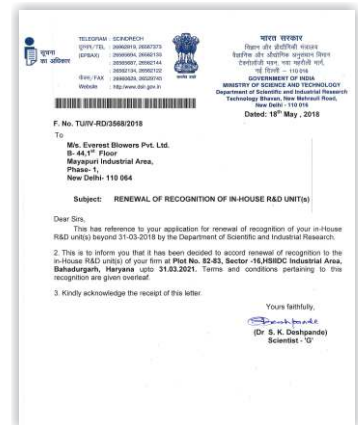 सूचना
का अधिकार
TELEGRAM : SCINDRECH
दूरभाष/TEL : 26962819, 26567373
(EPBAX) : 26565694, 26562133
: 26565687, 26562144
: 26562134, 26562122
फैक्स/FAX : 26960629, 26529745
Website : http://www.dsir.gov.in
भारत सरकार
विज्ञान और प्रौद्योगिकी मंत्रालय
वैज्ञानिक और औद्योगिक अनुसंधान विभाग
टेक्नोलॉजी भवन, नया महरौली मार्ग,
नई दिल्ली - 110 016
GOVERNMENT OF INDIA
MINISTRY OF SCIENCE AND TECHNOLOGY
Department of Scientific and Industrial Research
Technology Bhavan, New Mehrauli Road,
New Delhi - 110 016
Dated: 18th May , 2018
F. No. TU/IV-RD/3568/2018
To
M/s. Everest Blowers Pvt. Ltd.
B- 44,1st Floor
Mayapuri Industrial Area,
Phase- 1,
New Delhi- 110 064
Subject: RENEWAL OF RECOGNITION OF IN-HOUSE R&D UNIT(s)
Dear Sirs,
This has reference to your application for renewal of recognition of your in-House
R&D unit(s) beyond 31-03-2018 by the Department of Scientific and Industrial Research.
2. This is to inform you that it has been decided to accord renewal of recognition to the
in-House R&D unit(s) of your firm at Plot No. 82-83, Sector -16,HSIIDC Industrial Area,
Bahadurgarh, Haryana upto 31.03.2021. Terms and conditions pertaining to this
recognition are given overleaf.
3. Kindly acknowledge the receipt of this letter.
Yours faithfully,
Deshpande
(Dr S. K. Deshpande)
Scientist - 'G'